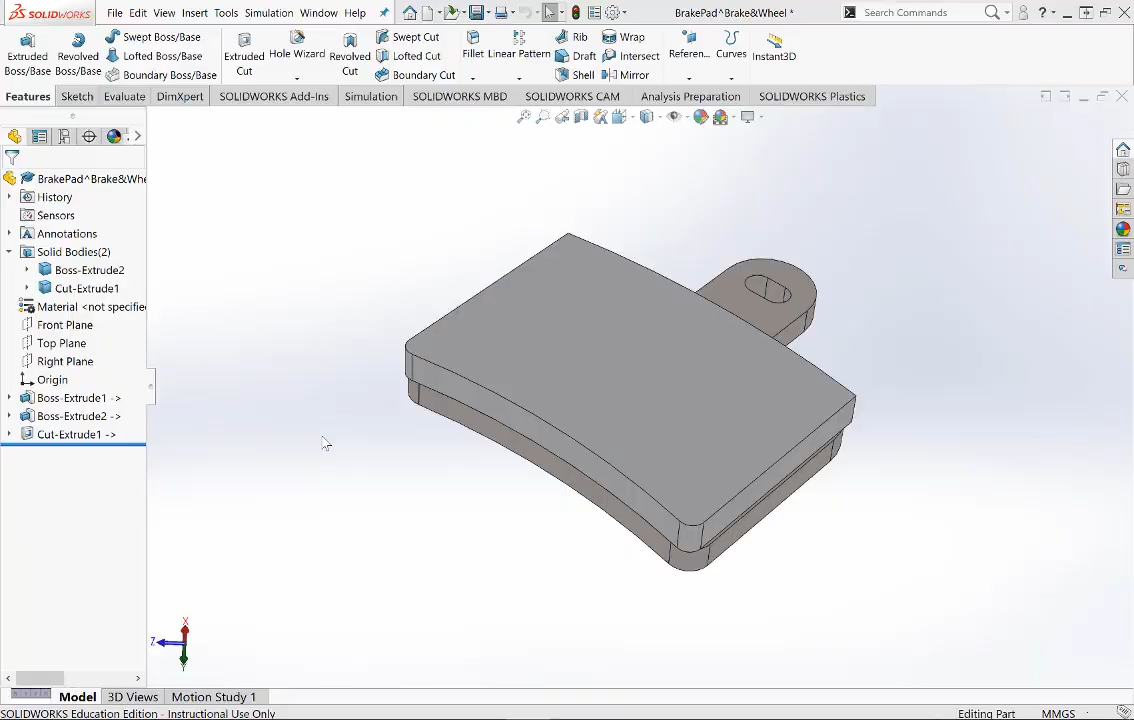 SOLIDWORKS File Edit View Insert Tools Simulation Window Help BrakePad^Brake&Wheel * Search Commands ?
Extruded Boss/Base
Revolved Boss/Base
Swept Boss/Base
Lofted Boss/Base
Boundary Boss/Base
Extruded Cut
Hole Wizard
Revolved Cut
Swept Cut
Lofted Cut
Boundary Cut
Fillet
Linear Pattern
Rib
Draft
Shell
Wrap
Intersect
Mirror
Referen...
Curves
Instant3D
Features Sketch Evaluate DimXpert SOLIDWORKS Add-Ins Simulation SOLIDWORKS MBD SOLIDWORKS CAM Analysis Preparation SOLIDWORKS Plastics
BrakePad^Brake&Whe
History
Sensors
Annotations
Solid Bodies(2)
Boss-Extrude2
Cut-Extrude1
Material <not specifie
Front Plane
Top Plane
Right Plane
Origin
Boss-Extrude1 ->
Boss-Extrude2 ->
Cut-Extrude1 ->
X
Z
Y
Model 3D Views Motion Study 1
SOLIDWORKS Education Edition - Instructional Use Only Editing Part MMGS